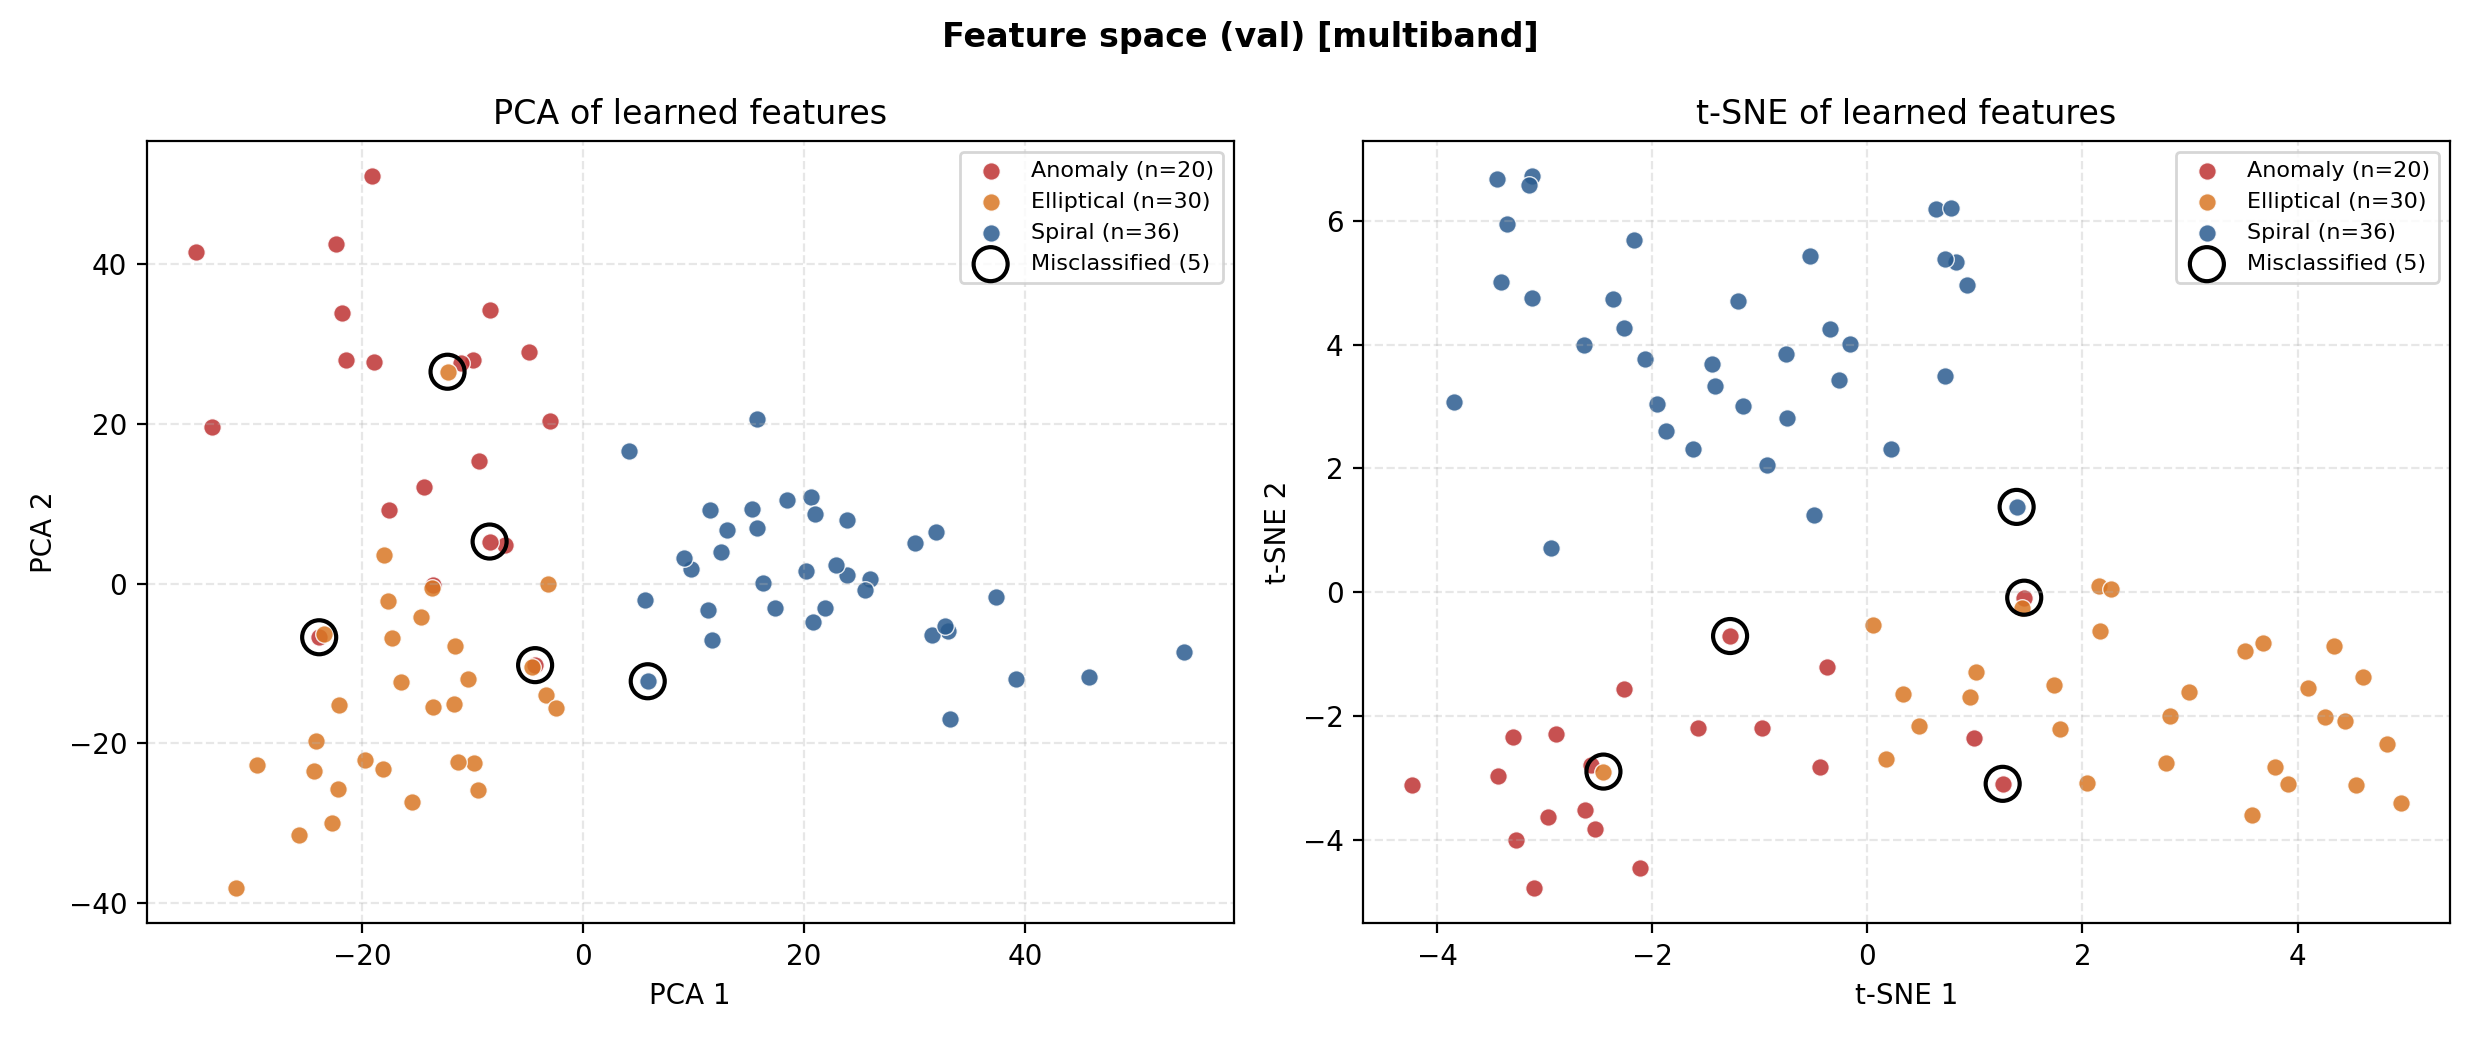 Feature space (val) [multiband]
PCA of learned features
Anomaly (n=20)
Elliptical (n=30)
Spiral (n=36)
Misclassified (5)
40
20
0
−20
−40
PCA 2
−20
0
20
40
PCA 1
t-SNE of learned features
Anomaly (n=20)
Elliptical (n=30)
Spiral (n=36)
Misclassified (5)
6
4
2
0
−2
−4
t-SNE 2
−4
−2
0
2
4
t-SNE 1